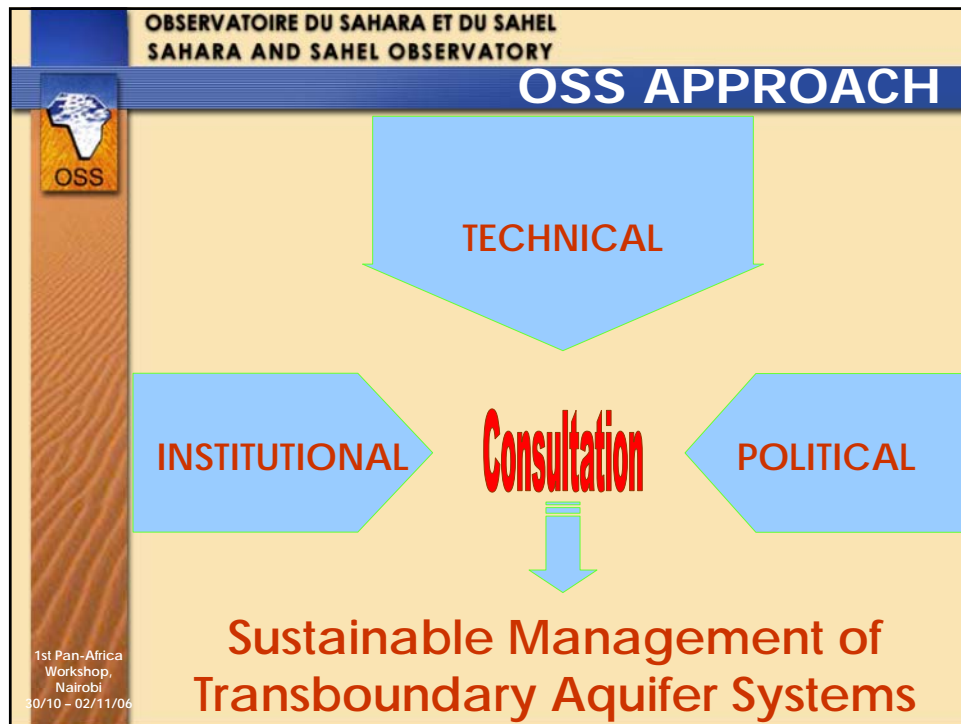 OBSERVATOIRE DU SAHARA ET DU SAHEL
SAHARA AND SAHEL OBSERVATORY
OSS APPROACH
OSS
TECHNICAL
INSTITUTIONAL
Consultation
POLITICAL
Sustainable Management of
Transboundary Aquifer Systems
1st Pan-Africa
Workshop,
Nairobi
30/10 – 02/11/06